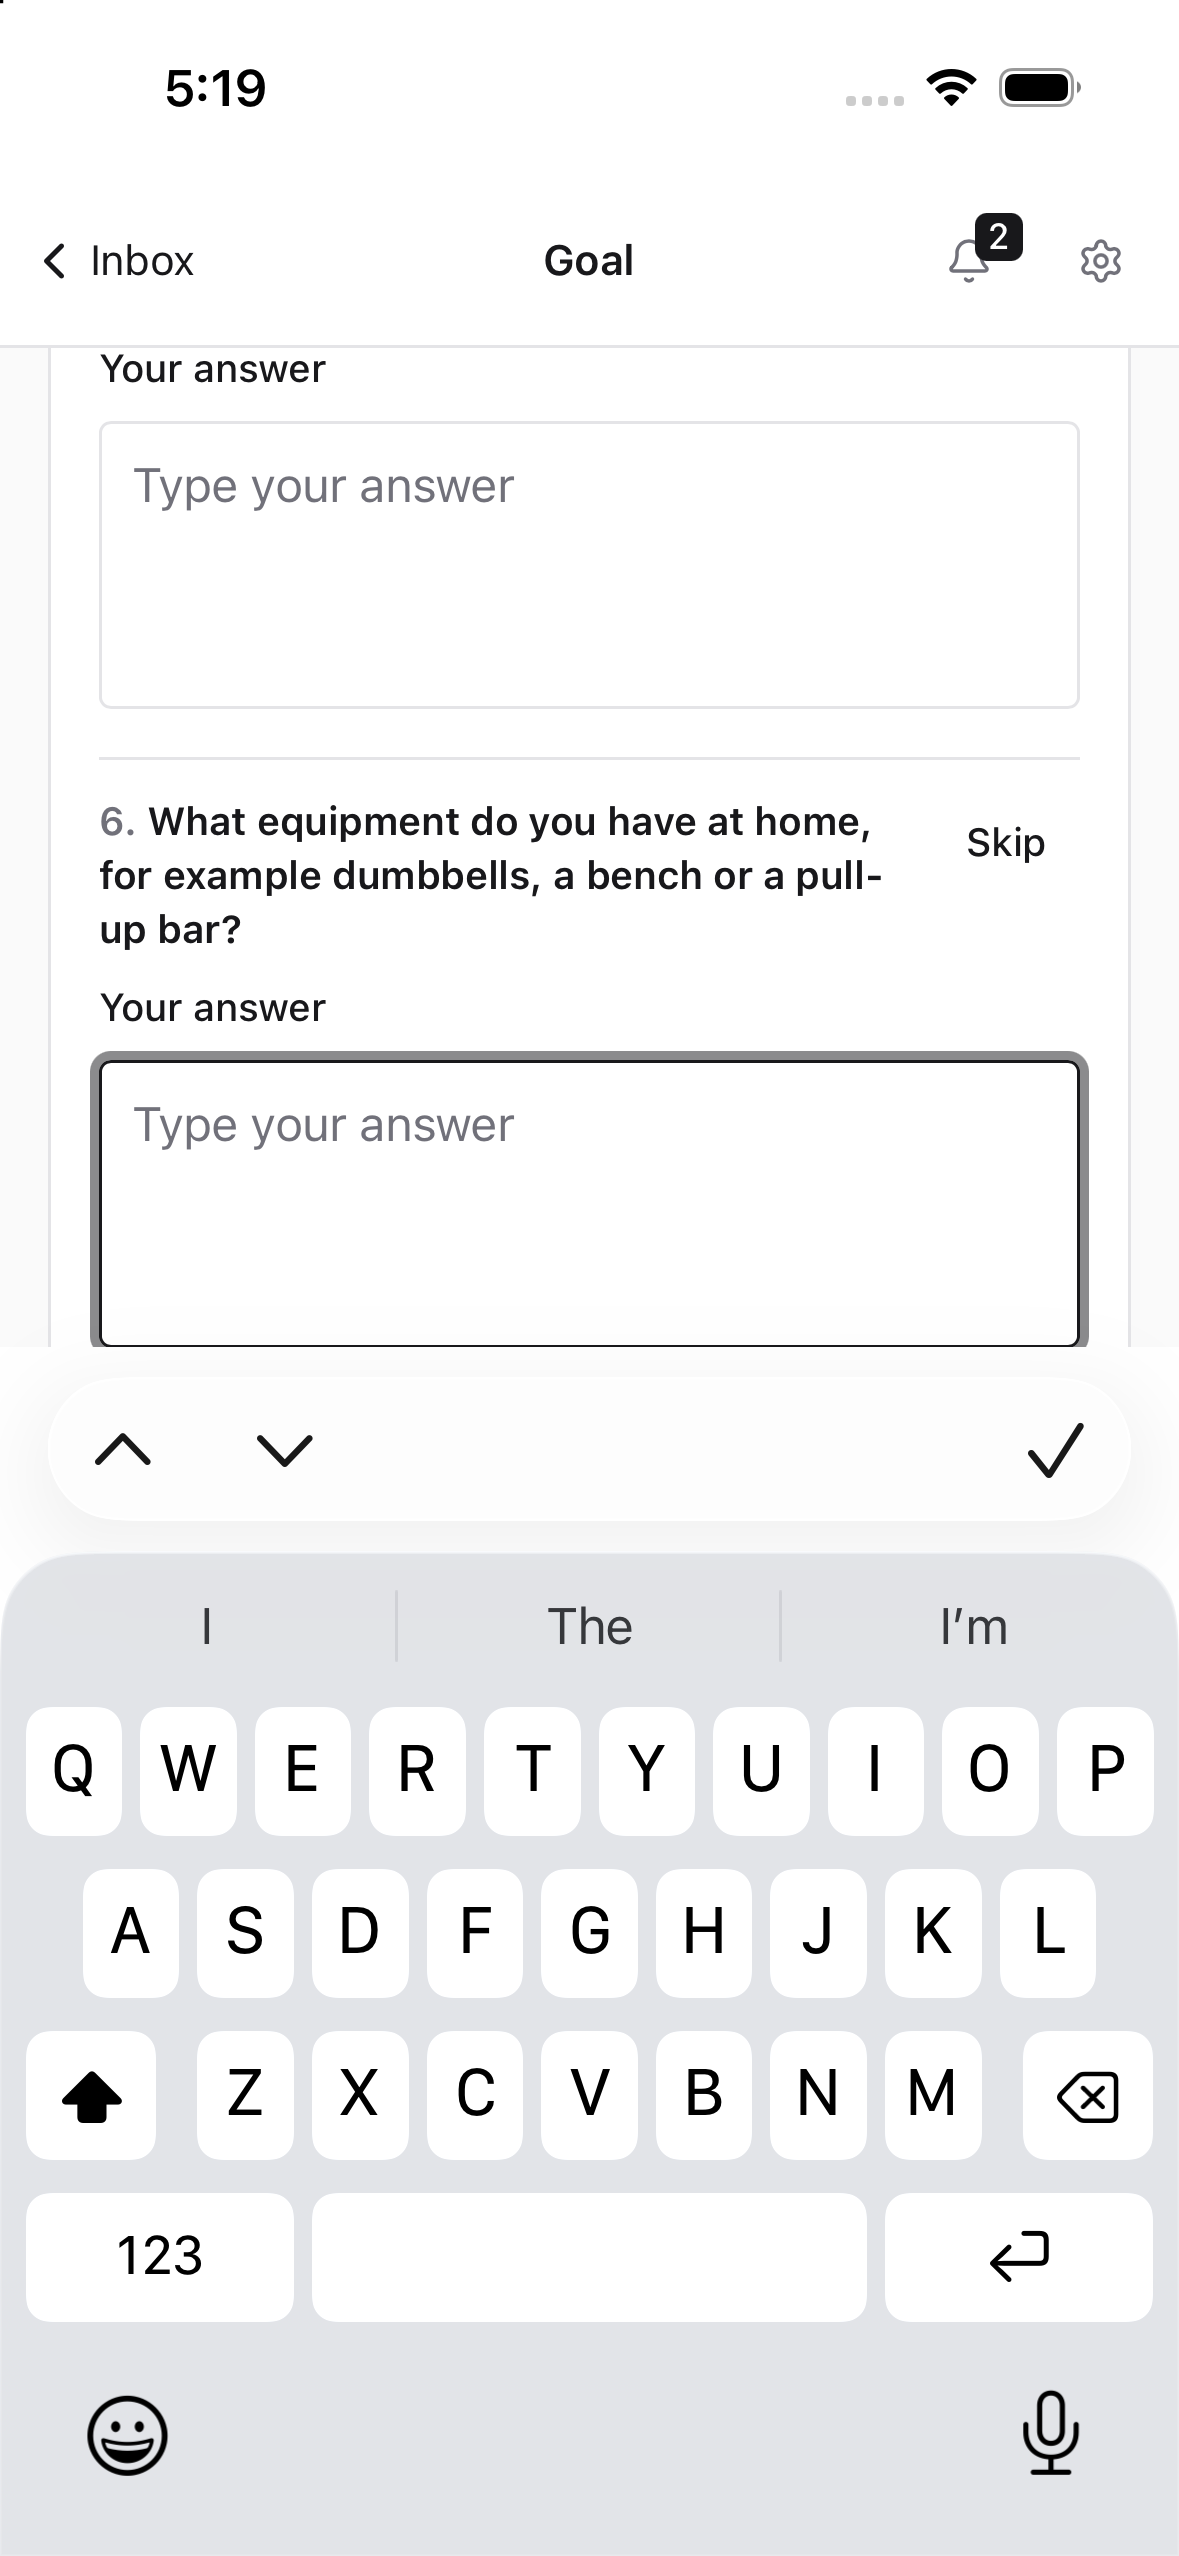 5:19
Inbox
Goal
2
Your answer
Type your answer
6. What equipment do you have at home,
for example dumbbells, a bench or a pull-
up bar?
Skip
Your answer
Type your answer
I
The
I’m
Q W E R T Y U I O P
A S D F G H J K L
Z X C V B N M
123